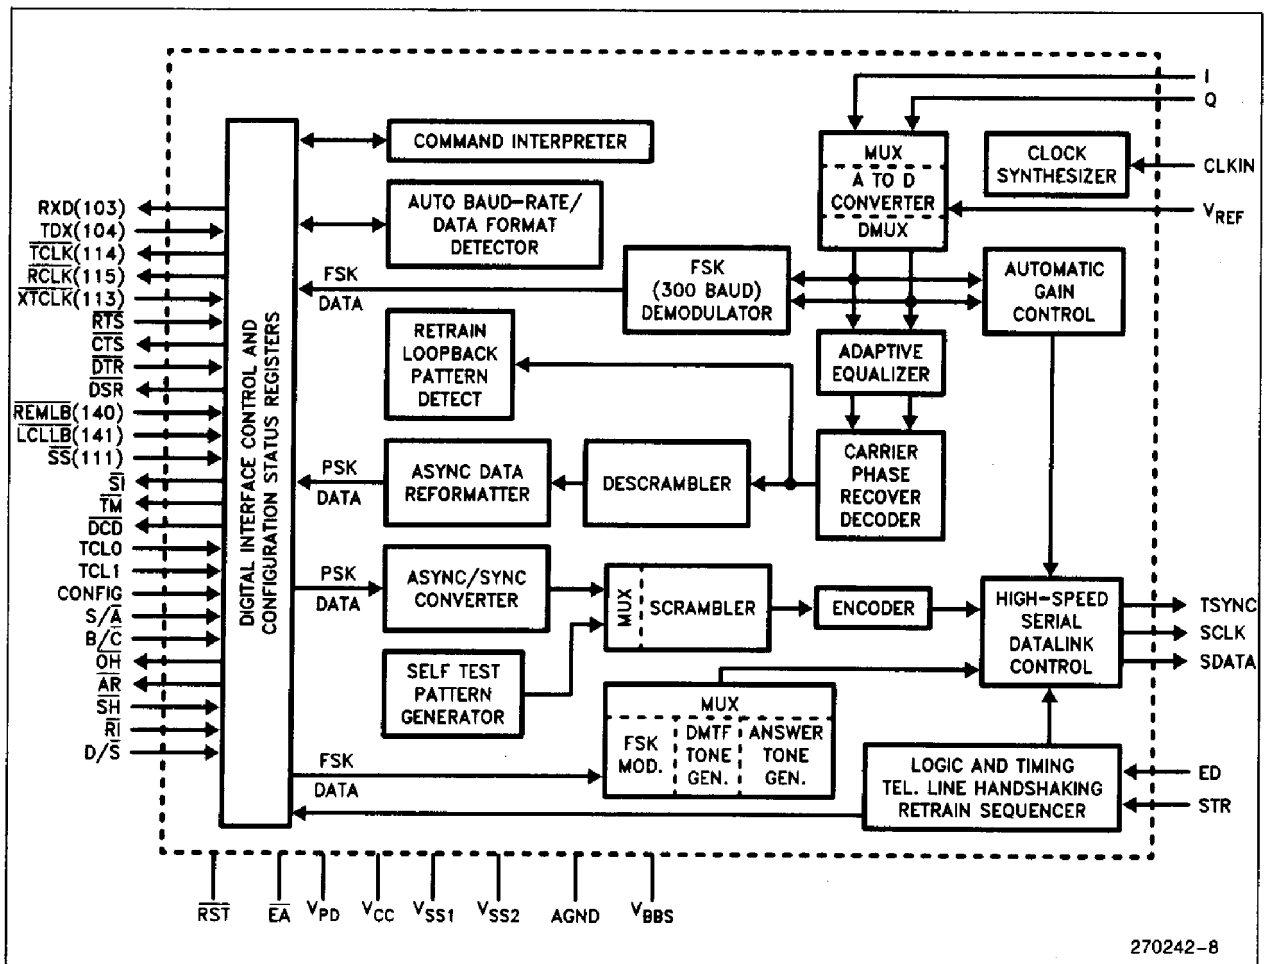 I
Q
CLKIN
VREF
COMMAND INTERPRETER
MUX
A TO D
CONVERTER
DMUX
CLOCK
SYNTHESIZER
AUTO BAUD-RATE/
DATA FORMAT
DETECTOR
RXD(103)
TDX(104)
TCLK(114)
RCLK(115)
XTCLK(113)
RTS
CTS
DTR
DSR
REMLB(140)
LCLLB(141)
SS(111)
SI
TM
DCD
TCL0
TCL1
CONFIG
S/A
B/C
OH
AR
SH
RI
D/S
DIGITAL INTERFACE CONTROL AND
CONFIGURATION STATUS REGISTERS
FSK
DATA
FSK
(300 BAUD)
DEMODULATOR
AUTOMATIC
GAIN
CONTROL
RETRAIN
LOOPBACK
PATTERN
DETECT
ADAPTIVE
EQUALIZER
PSK
DATA
ASYNC DATA
REFORMATTER
DESCRAMBLER
CARRIER
PHASE
RECOVER
DECODER
PSK
DATA
ASYNC/SYNC
CONVERTER
MUX
SCRAMBLER
ENCODER
HIGH-SPEED
SERIAL
DATALINK
CONTROL
TSYNC
SCLK
SDATA
SELF TEST
PATTERN
GENERATOR
MUX
FSK
MOD.
DMTF
TONE
GEN.
ANSWER
TONE
GEN.
FSK
DATA
LOGIC AND TIMING
TEL. LINE HANDSHAKING
RETRAIN SEQUENCER
ED
STR
RST
EA
VPD
VCC
VSS1
VSS2
AGND
VBBS
270242-8